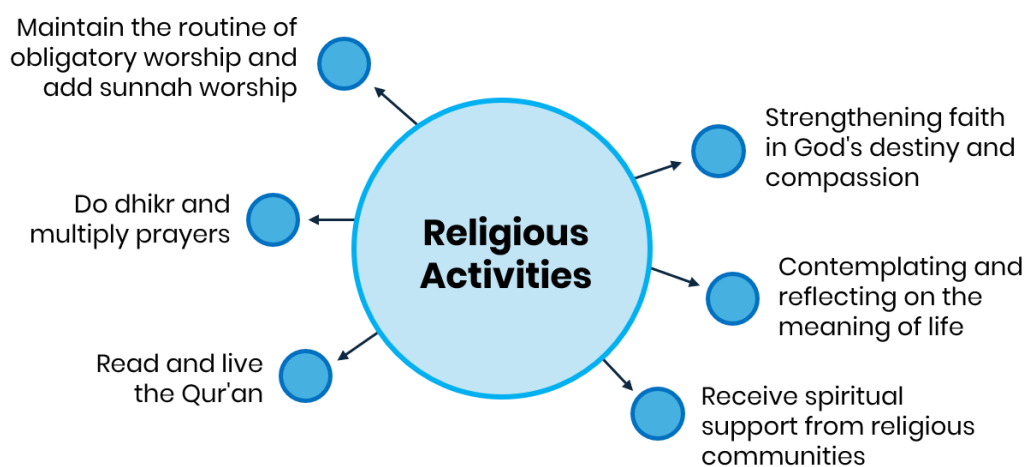 Maintain the routine of
obligatory worship and
add sunnah worship
Do dhikr and
multiply prayers
Read and live
the Qur'an
Religious
Activities
Strengthening faith
in God's destiny and
compassion
Contemplating and
reflecting on the
meaning of life
Receive spiritual
support from religious
communities